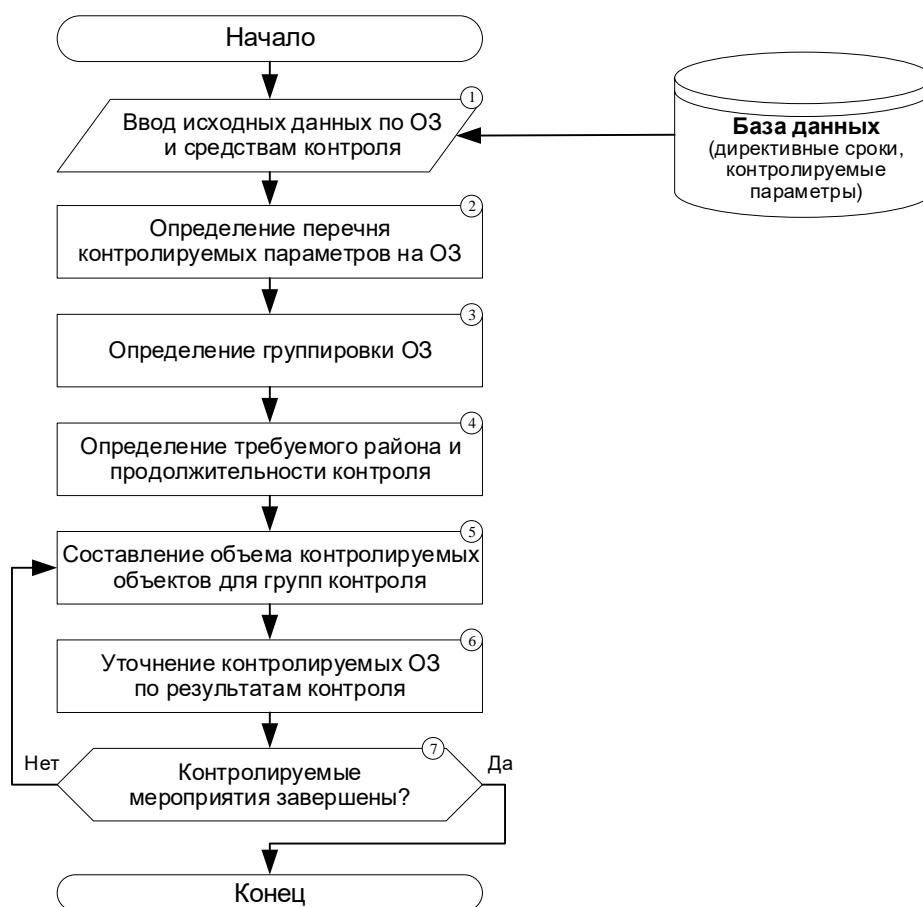 Начало
1
Ввод исходных данных по ОЗ
и средствам контроля
База данных
(директивные сроки,
контролируемые
параметры)
2
Определение перечня
контролируемых параметров на ОЗ
3
Определение группировки ОЗ
4
Определение требуемого района и
продолжительности контроля
5
Составление объема контролируемых
объектов для групп контроля
6
Уточнение контролируемых ОЗ
по результатам контроля
7
Нет
Да
Контролируемые
мероприятия завершены?
Конец